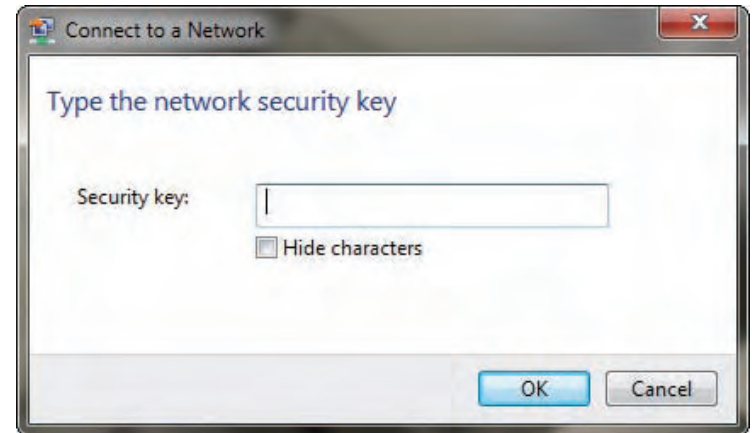 Connect to a Network
Type the network security key
Security key:
Hide characters
OK Cancel